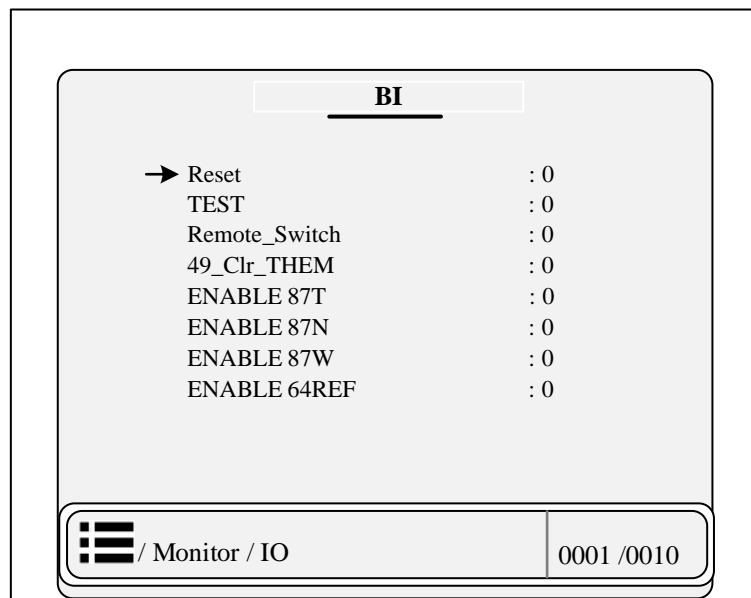 BI
Reset : 0
TEST : 0
Remote_Switch : 0
49_Clr_THEM : 0
ENABLE 87T : 0
ENABLE 87N : 0
ENABLE 87W : 0
ENABLE 64REF : 0
/ Monitor / IO 0001 /0010